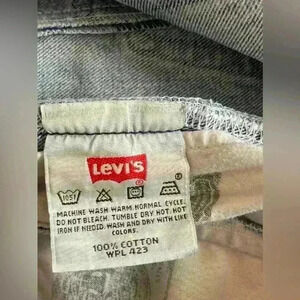 LEVI'S
105F
MACHINE WASH WARM. NORMAL CYCLE.
DO NOT BLEACH. TUMBLE DRY HOT. HOT
IRON IF NEEDED. WASH AND DRY WITH LIKE
COLORS.
100% COTTON
WPL 423